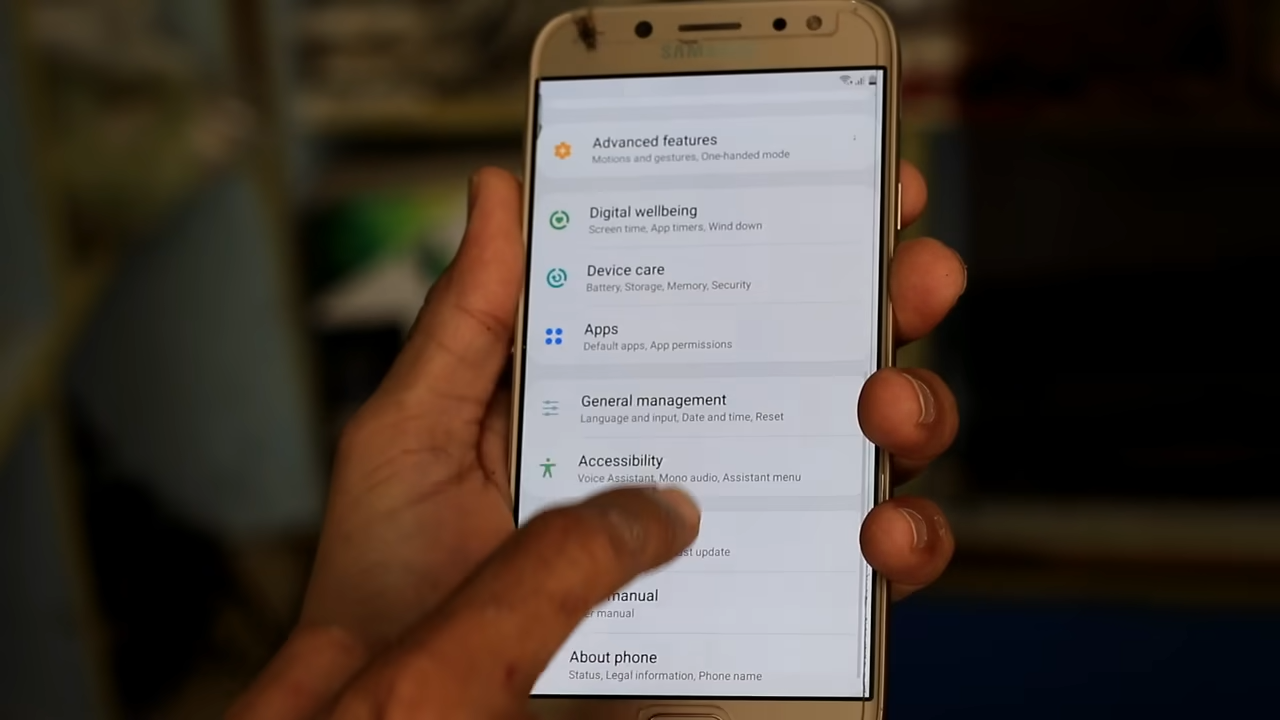 SAMSUNG
Advanced features
Motions and gestures, One-handed mode
Digital wellbeing
Screen time, App timers, Wind down
Device care
Battery, Storage, Memory, Security
Apps
Default apps, App permissions
General management
Language and input, Date and time, Reset
Accessibility
Voice Assistant, Mono audio, Assistant menu
update
manual
manual
About phone
Status, Legal information, Phone name